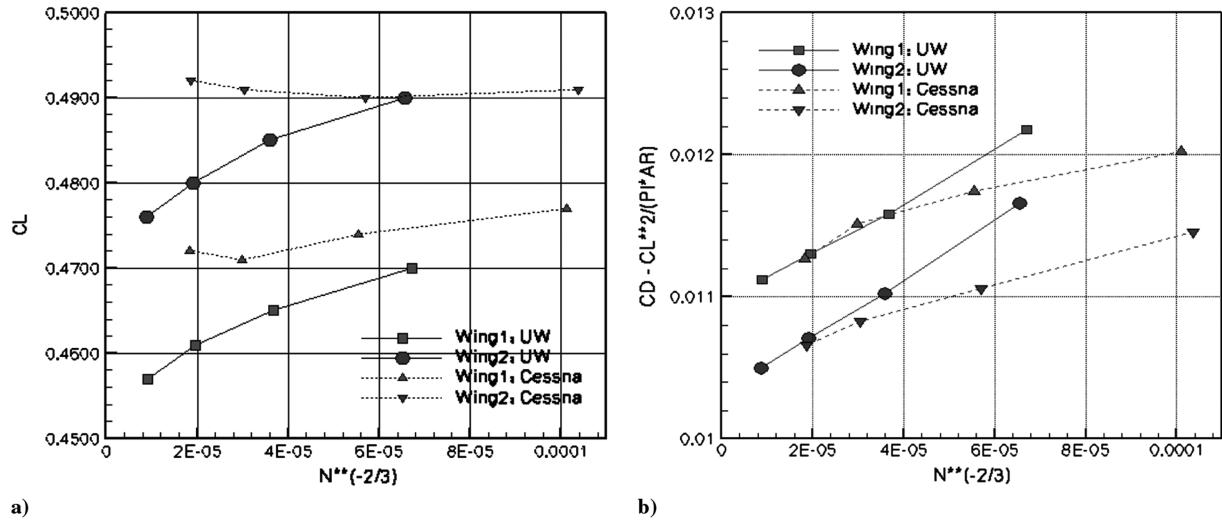 0.5000
0.4900
0.4800
0.4700
0.4600
0.4500
CL
Wing1: UW
Wing2: UW
Wing1: Cessna
Wing2: Cessna
0
2E-05
4E-05
6E-05
8E-05
0.0001
N**(-2/3)
a)
0.013
0.012
0.011
0.01
CD - CL**2/(PI*AR)
Wing1: UW
Wing2: UW
Wing1: Cessna
Wing2: Cessna
0
2E-05
4E-05
6E-05
8E-05
0.0001
N**(-2/3)
b)